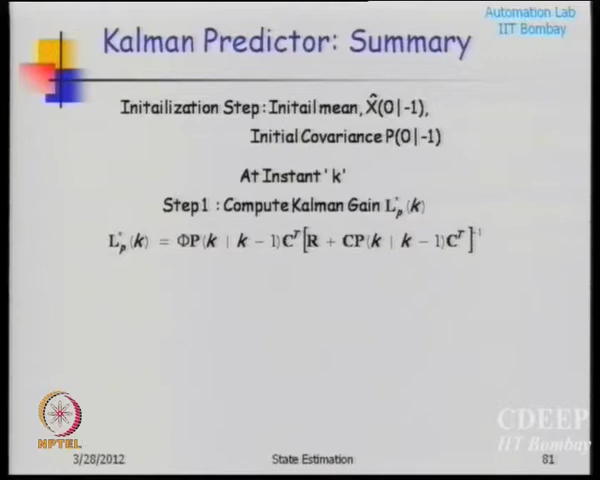 Automation Lab
IIT Bombay
Kalman Predictor: Summary
Initailization Step : Initail mean, X̂(0 | -1),
Initial Covariance P(0 | -1)
At Instant ' k'
Step1 : Compute Kalman Gain L*ₚ(k)
L*ₚ(k) = ΦP(k | k − 1)Cᵀ[R + CP(k | k − 1)Cᵀ]⁻¹
CDEEP
IIT Bombay
NPTEL
3/28/2012 State Estimation 81